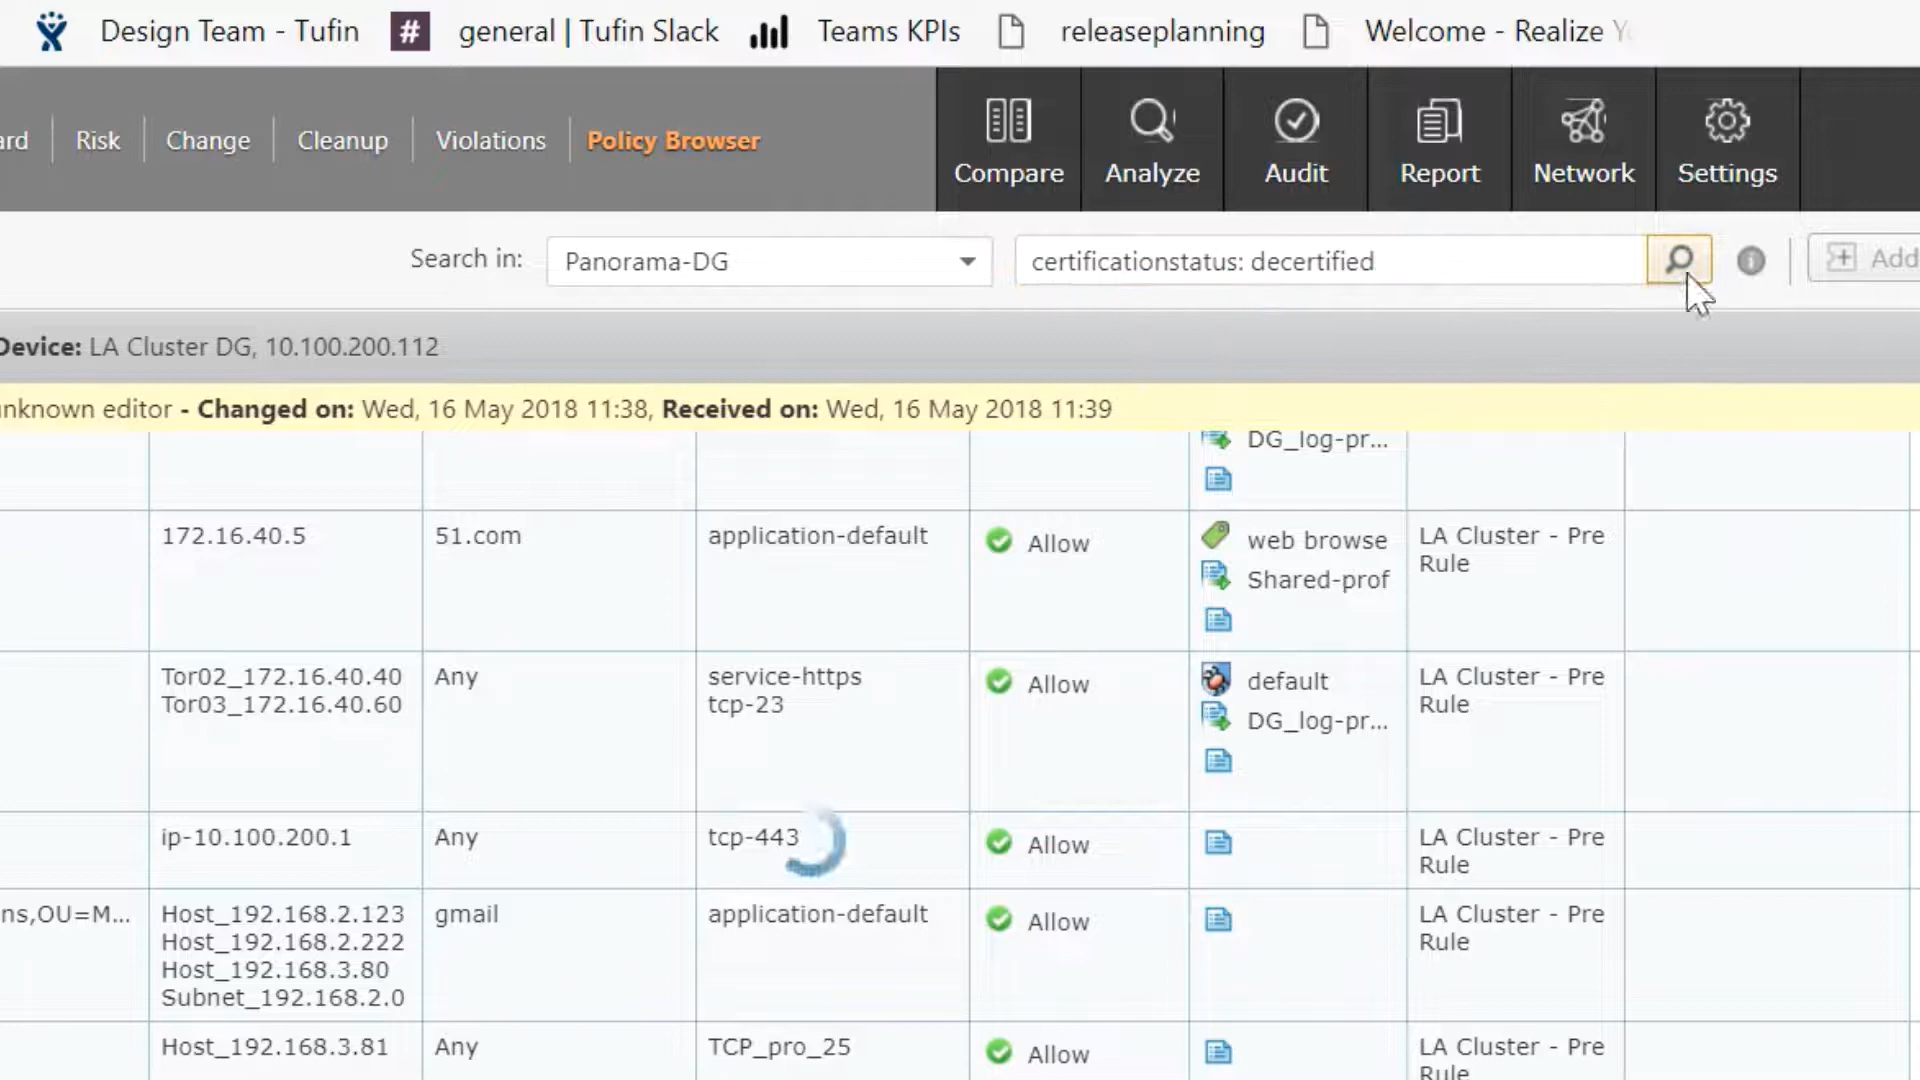 Design Team - Tufin
#
general | Tufin Slack
Teams KPIs
releaseplanning
Welcome - Realize Y
ard
Risk
Change
Cleanup
Violations
Policy Browser
Compare
Analyze
Audit
Report
Network
Settings
Search in:
Panorama-DG
certificationstatus: decertified
Add
Device: LA Cluster DG, 10.100.200.112
unknown editor - Changed on: Wed, 16 May 2018 11:38, Received on: Wed, 16 May 2018 11:39
DG_log-pr...
172.16.40.5
51.com
application-default
Allow
web browse
Shared-prof
LA Cluster - Pre
Rule
Tor02_172.16.40.40
Tor03_172.16.40.60
Any
service-https
tcp-23
Allow
default
DG_log-pr...
LA Cluster - Pre
Rule
ip-10.100.200.1
Any
tcp-443
Allow
LA Cluster - Pre
Rule
ns,OU=M...
Host_192.168.2.123
Host_192.168.2.222
Host_192.168.3.80
Subnet_192.168.2.0
gmail
application-default
Allow
LA Cluster - Pre
Rule
Host_192.168.3.81
Any
TCP_pro_25
Allow
LA Cluster - Pre
Rule